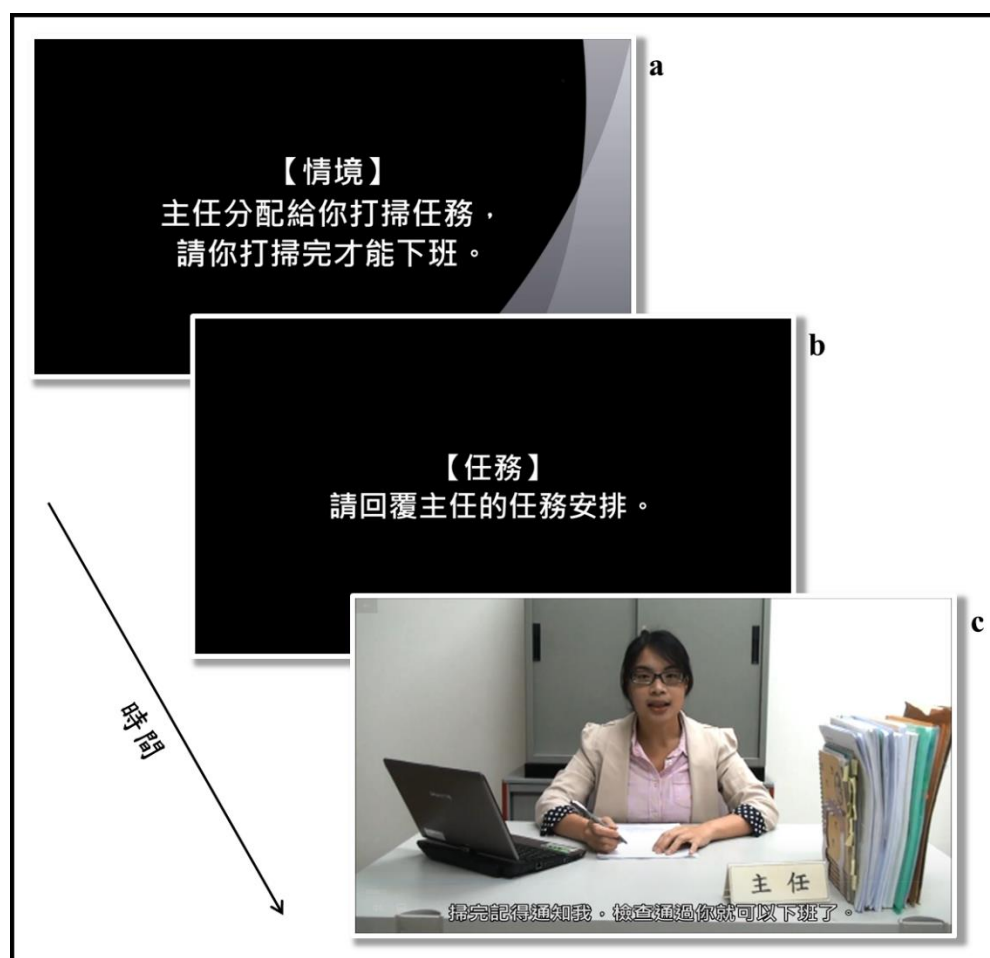 a
【情境】
主任分配給你打掃任務，
請你打掃完才能下班。
b
【任務】
請回覆主任的任務安排。
c
時間
主任
掃完記得通知我，檢查通過你就可以下班了。